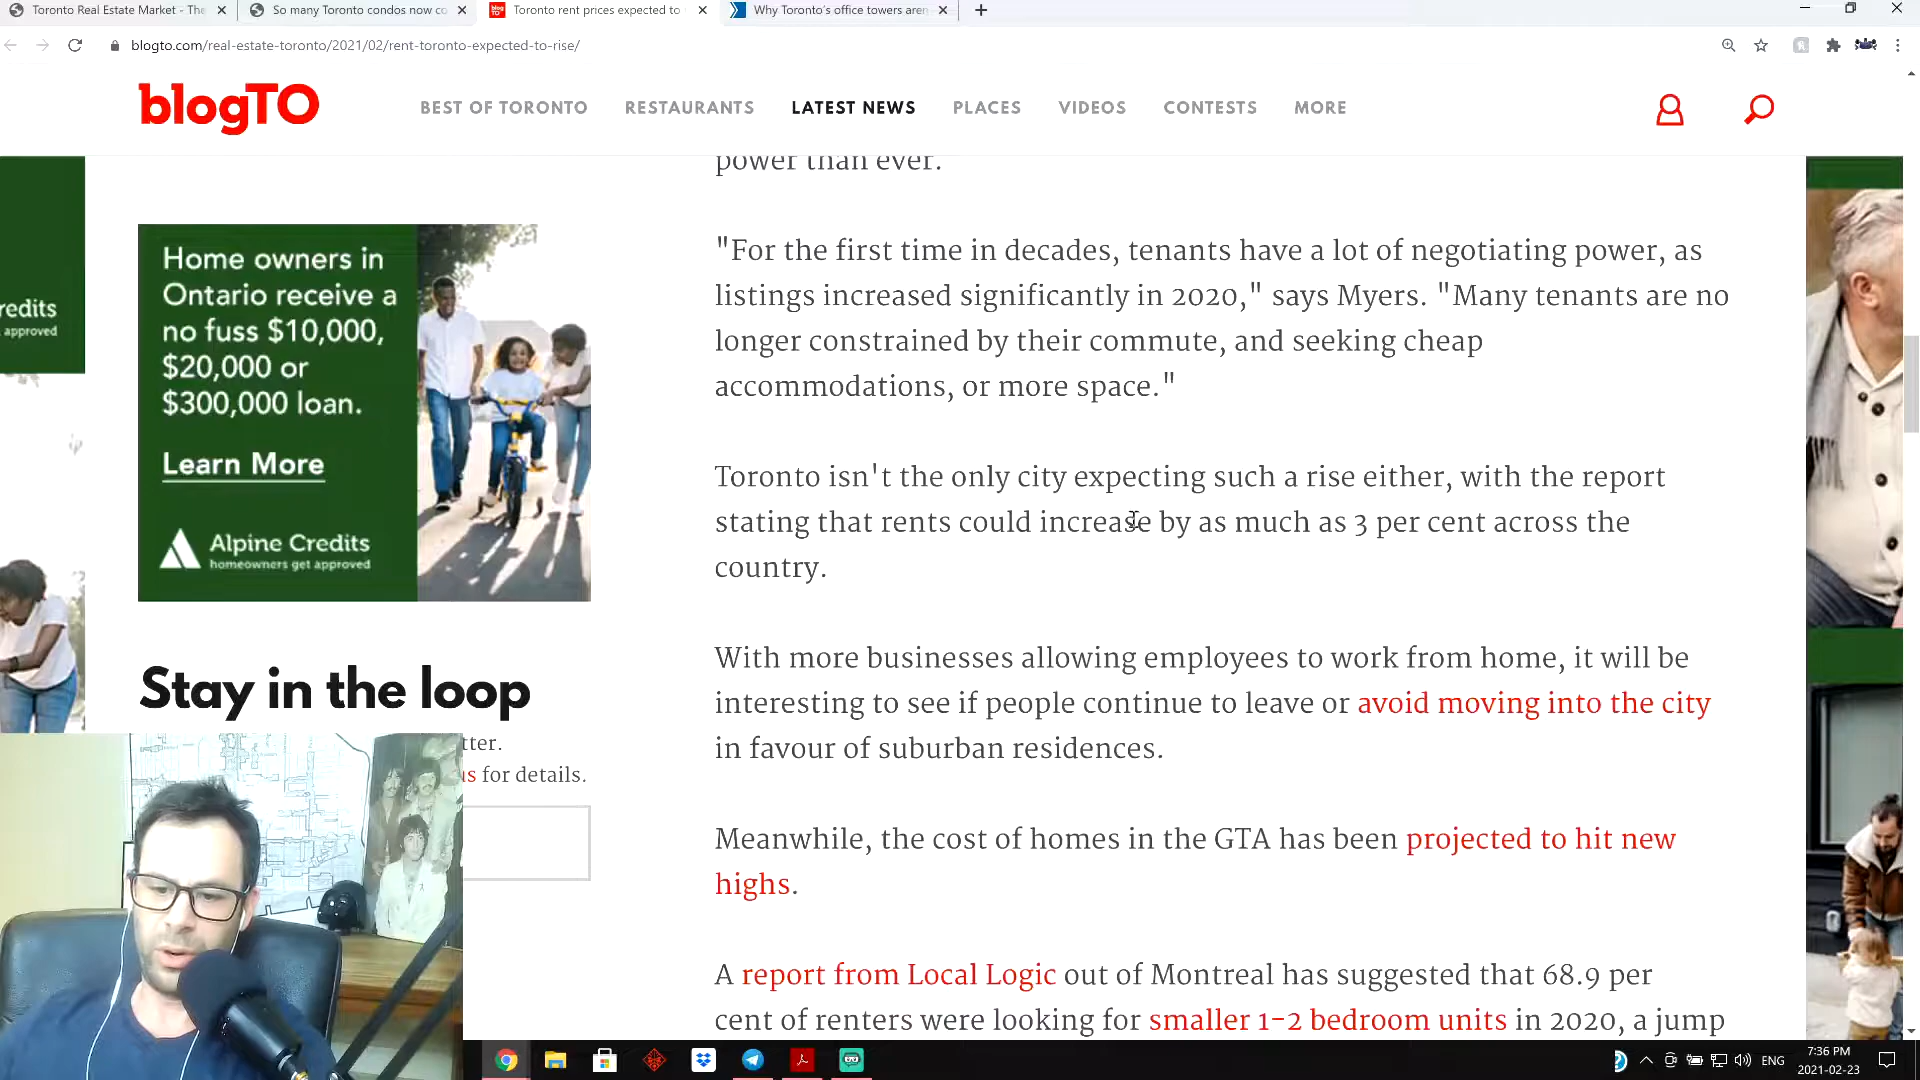 Toronto Real Estate Market - The
So many Toronto condos now co
Toronto rent prices expected to
Why Toronto's office towers aren
blogto.com/real-estate-toronto/2021/02/rent-toronto-expected-to-rise/
blogTO
BEST OF TORONTO
RESTAURANTS
LATEST NEWS
PLACES
VIDEOS
CONTESTS
MORE
power than ever.
"For the first time in decades, tenants have a lot of negotiating power, as
listings increased significantly in 2020," says Myers. "Many tenants are no
longer constrained by their commute, and seeking cheap
accommodations, or more space."
Toronto isn't the only city expecting such a rise either, with the report
stating that rents could increase by as much as 3 per cent across the
country.
With more businesses allowing employees to work from home, it will be
interesting to see if people continue to leave or avoid moving into the city
in favour of suburban residences.
Meanwhile, the cost of homes in the GTA has been projected to hit new
highs.
A report from Local Logic out of Montreal has suggested that 68.9 per
cent of renters were looking for smaller 1-2 bedroom units in 2020, a jump
redits
approved
Home owners in
Ontario receive a
no fuss $10,000,
$20,000 or
$300,000 loan.
Learn More
Alpine Credits
homeowners get approved
Stay in the loop
tter.
us for details.
ENG
7:36 PM
2021-02-23